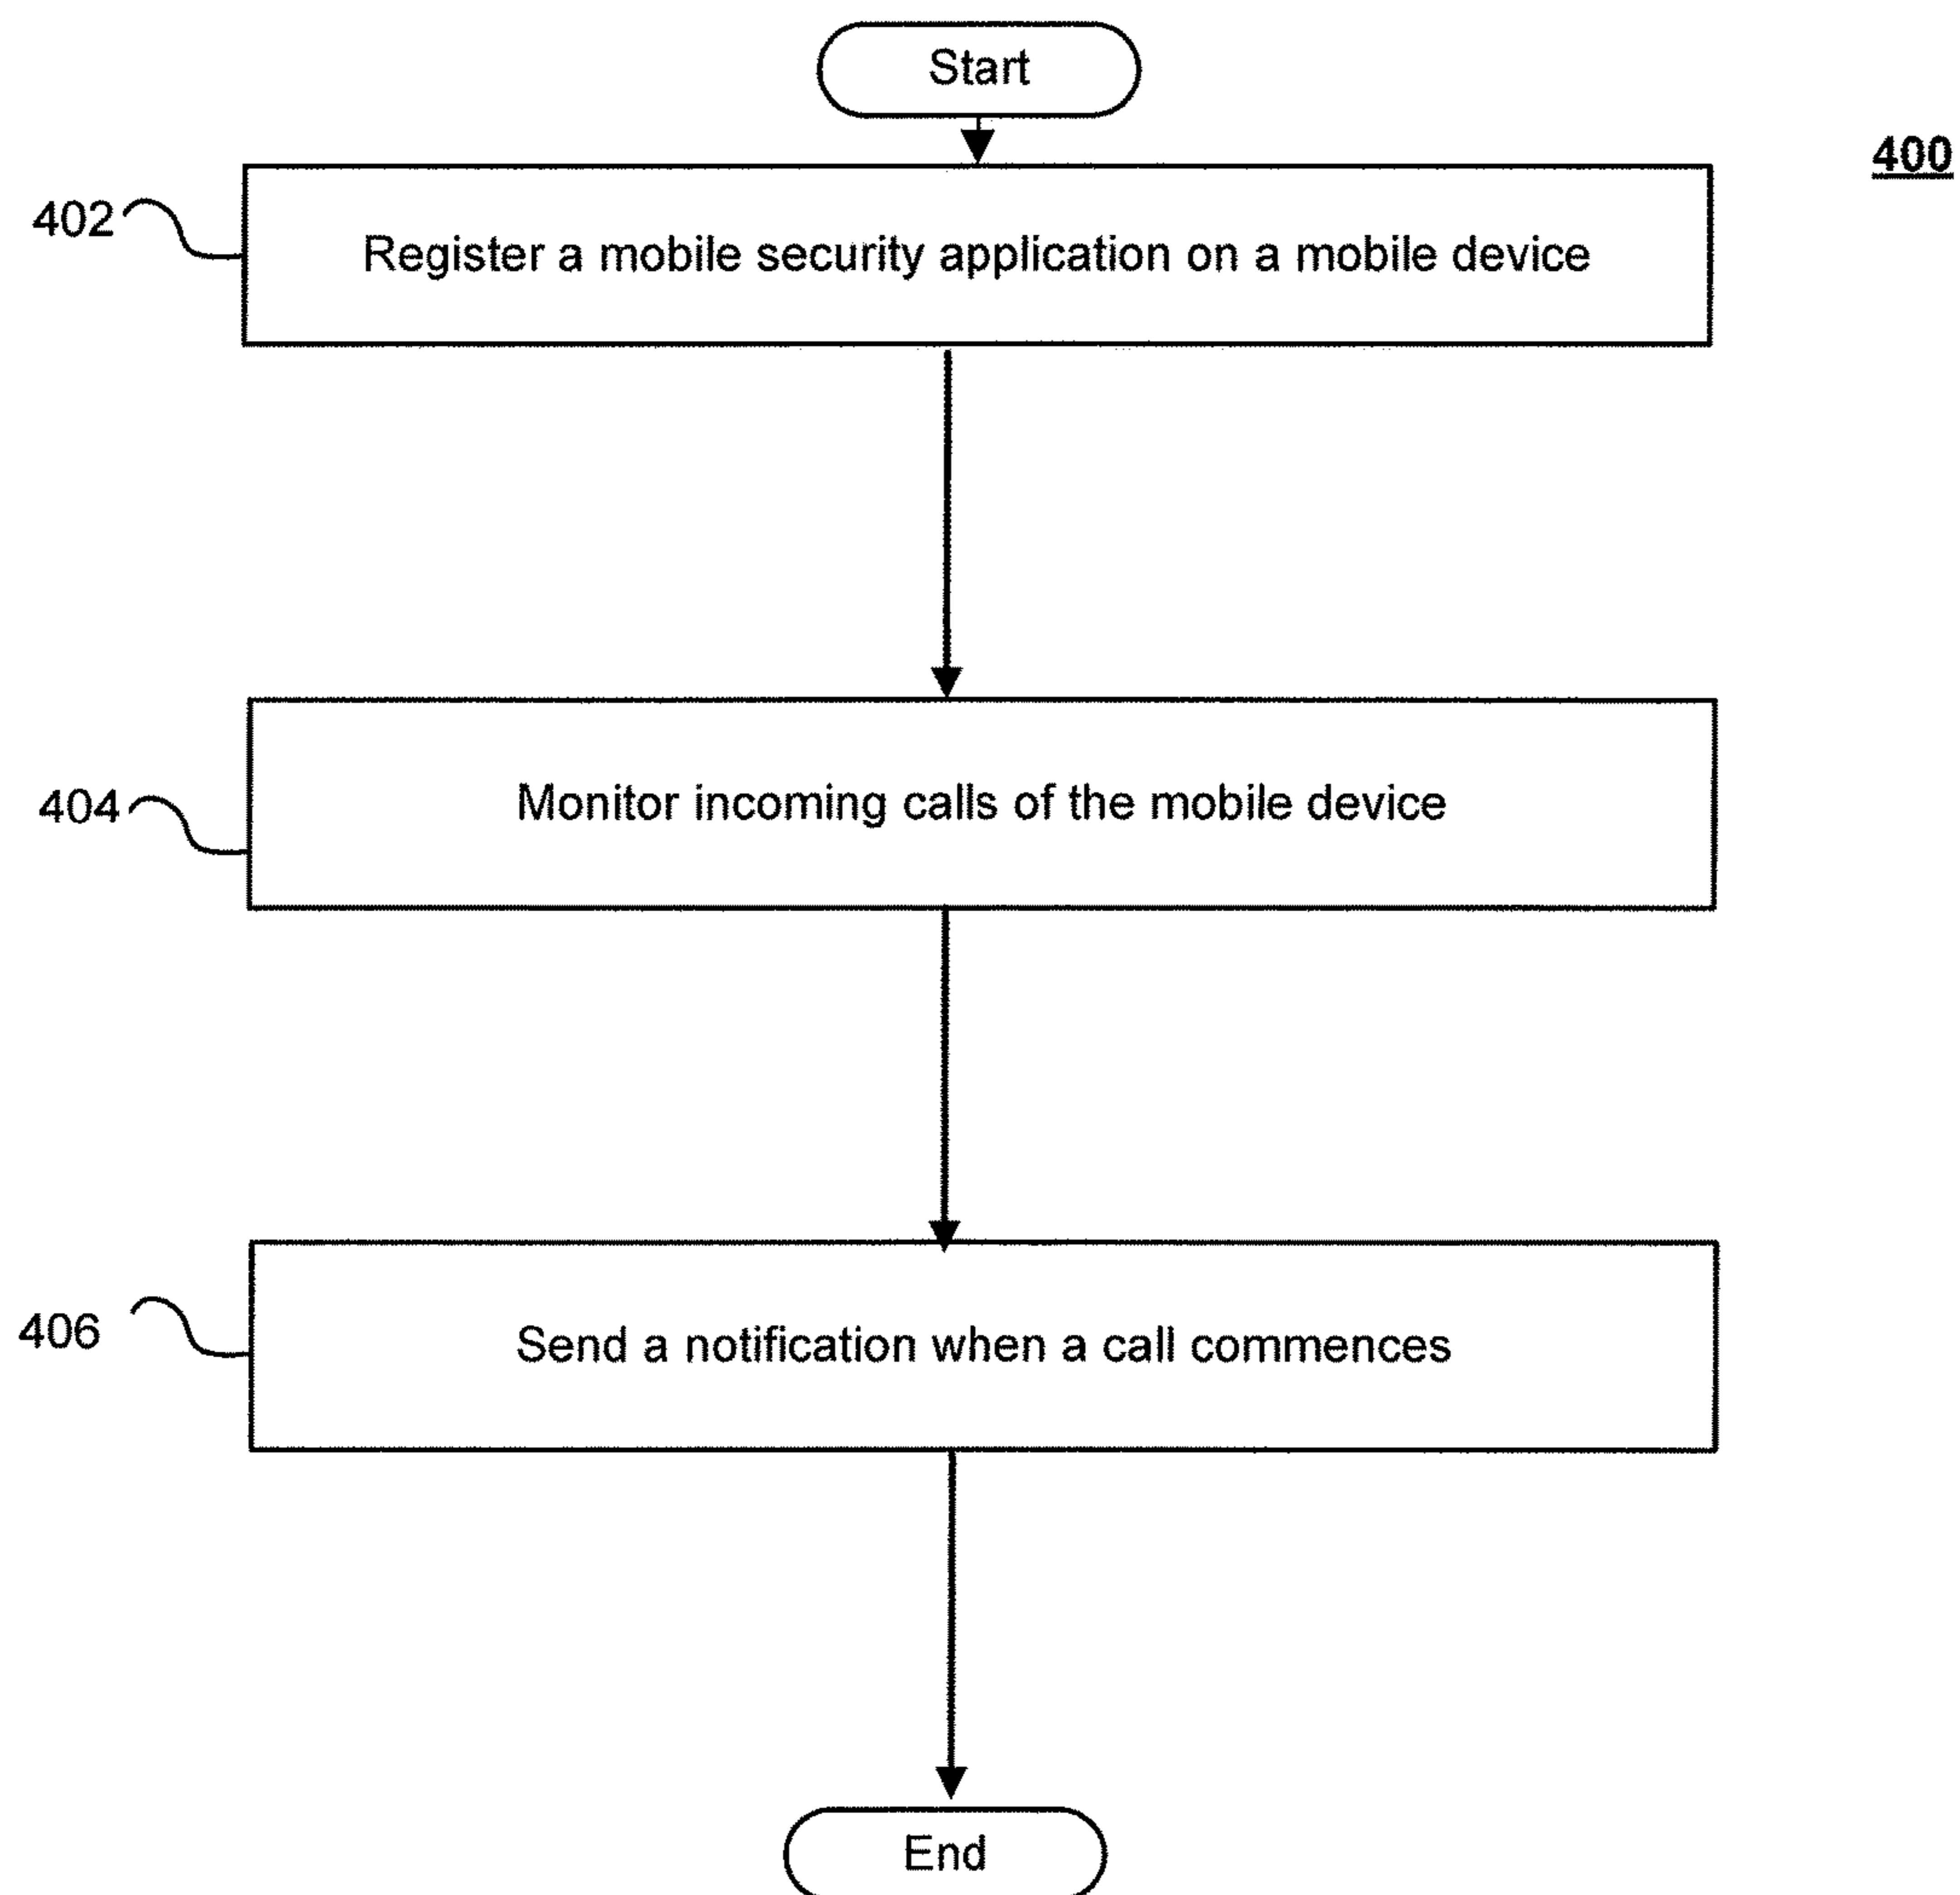 Start
400
402
Register a mobile security application on a mobile device
404
Monitor incoming calls of the mobile device
406
Send a notification when a call commences
End